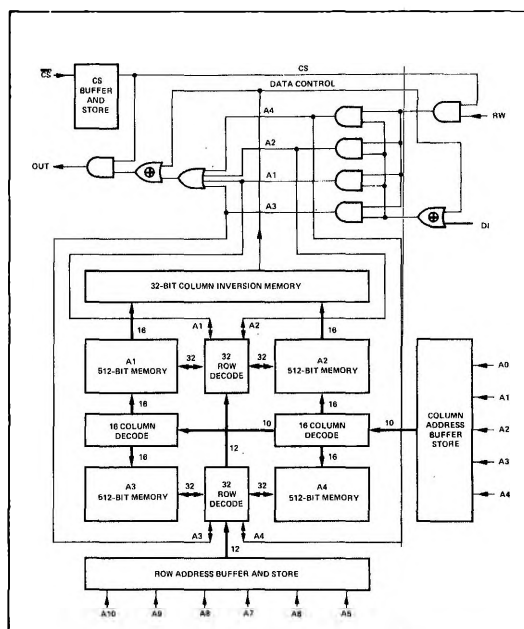 CS
CS
BUFFER
AND
STORE
DATA CONTROL
A4
RW
A2
OUT
A1
A3
DI
32-BIT COLUMN INVERSION MEMORY
16
A1
A2
16
A1
512-BIT MEMORY
32
32
ROW
DECODE
32
A2
512-BIT MEMORY
A0
16
16
A1
16 COLUMN
DECODE
10
16 COLUMN
DECODE
10
COLUMN
ADDRESS
BUFFER
STORE
A2
16
12
16
A3
A3
512-BIT MEMORY
32
32
ROW
DECODE
32
A4
512-BIT MEMORY
A4
A3
A4
12
ROW ADDRESS BUFFER AND STORE
A10
A9
A8
A7
A6
A5